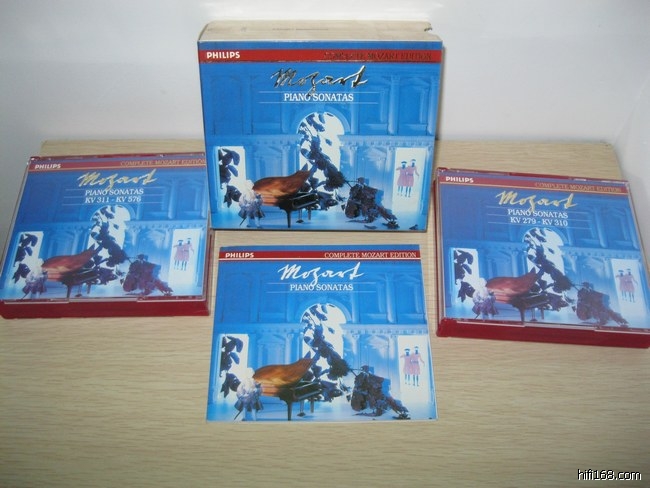 PHILIPS
COMPLETE MOZART EDITION
Mozart
PIANO SONATAS
PHILIPS
COMPLETE MOZART EDITION
Mozart
PIANO SONATAS
KV 311 - KV 570
PHILIPS
COMPLETE MOZART EDITION
Mozart
PIANO SONATAS
KV 279 - KV 310
PHILIPS
COMPLETE MOZART EDITION
Mozart
PIANO SONATAS
hifi168.com